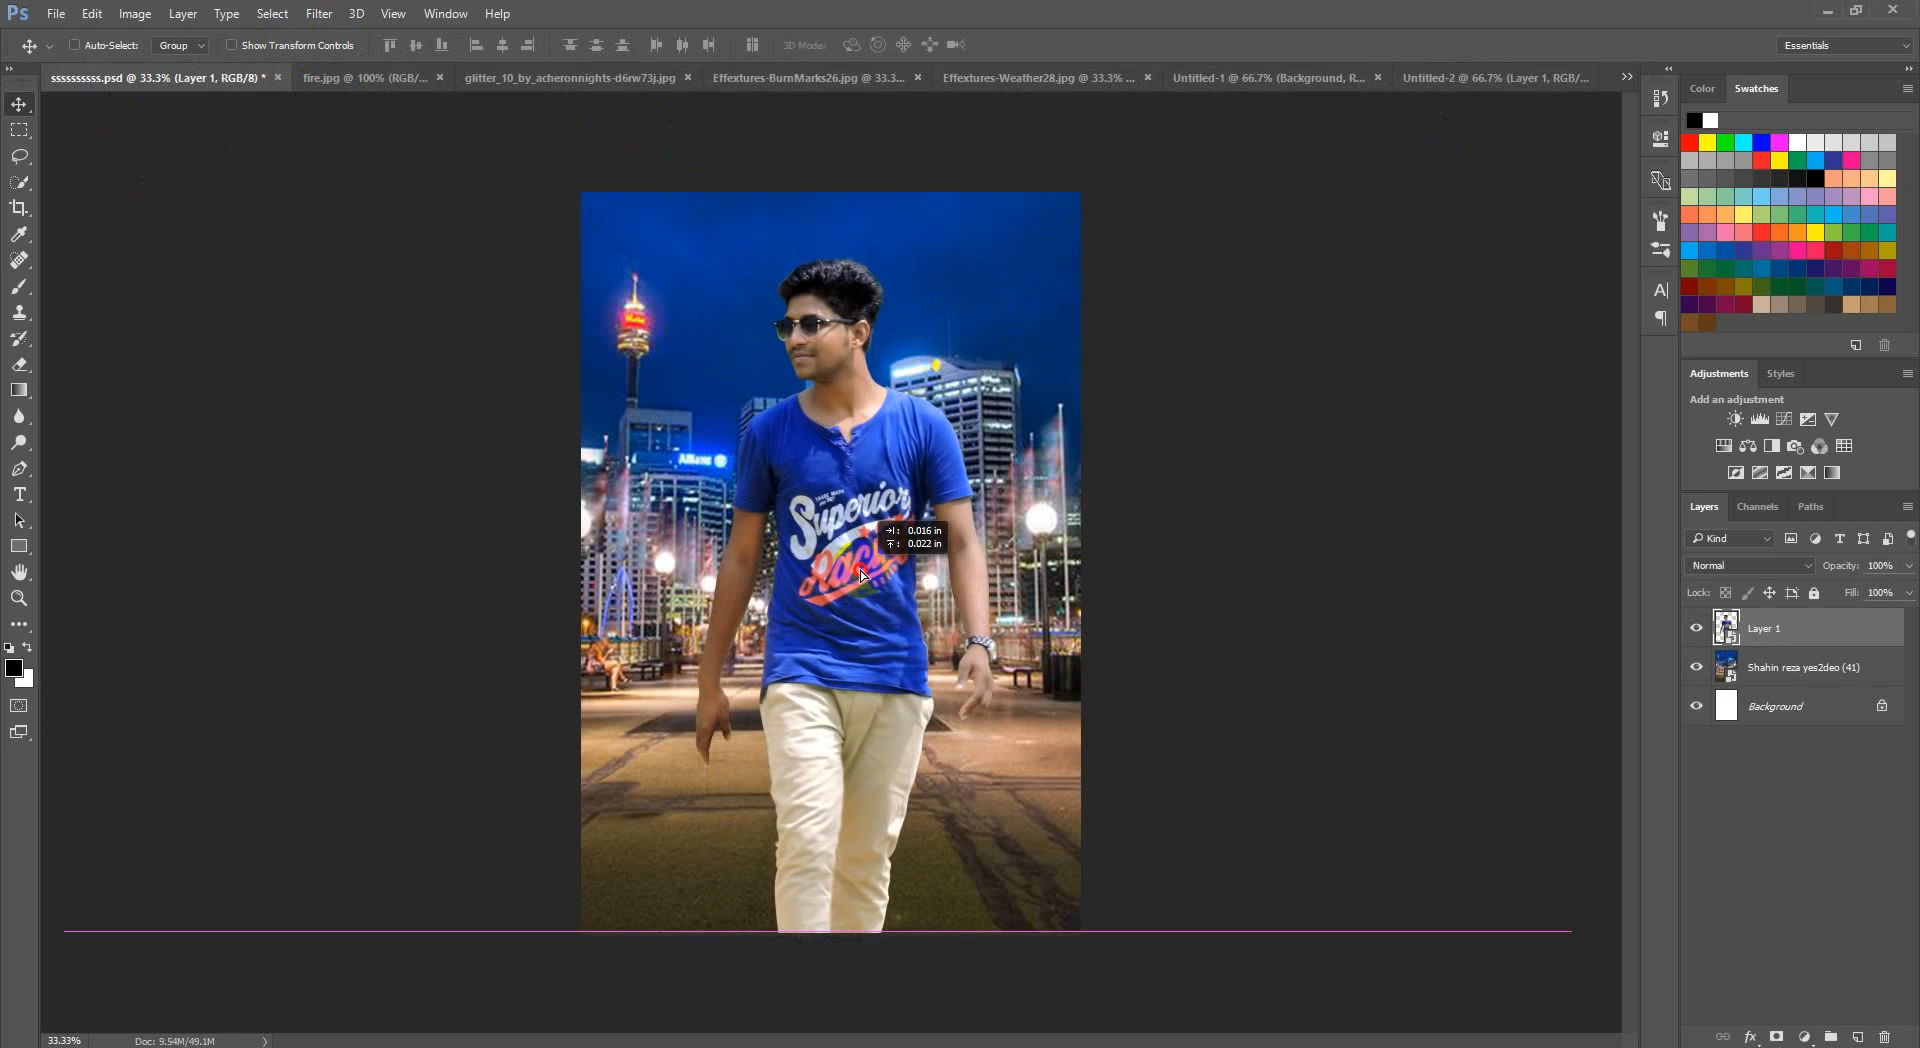 Ps File Edit Image Layer Type Select Filter 3D View Window Help
Auto-Select: Group Show Transform Controls 3D Mode: Essentials
ssssssssss.psd @ 33.3% (Layer 1, RGB/8) * × fire.jpg @ 100% (RGB/... × glitter_10_by_acheronnights-d6rw73j.jpg × Effextures-BurnMarks26.jpg @ 33.3... × Effextures-Weather28.jpg @ 33.3% ... × Untitled-1 @ 66.7% (Background, R... × Untitled-2 @ 66.7% (Layer 1, RGB/...
Color Swatches
Adjustments Styles
Add an adjustment
Allianz
TRADE MARK
Superior
0.016 in
0.022 in
Layers Channels Paths
Kind
Normal Opacity: 100%
Lock: Fill: 100%
Layer 1
Shahin reza yes2deo (41)
Background
33.33% Doc: 9.54M/49.1M